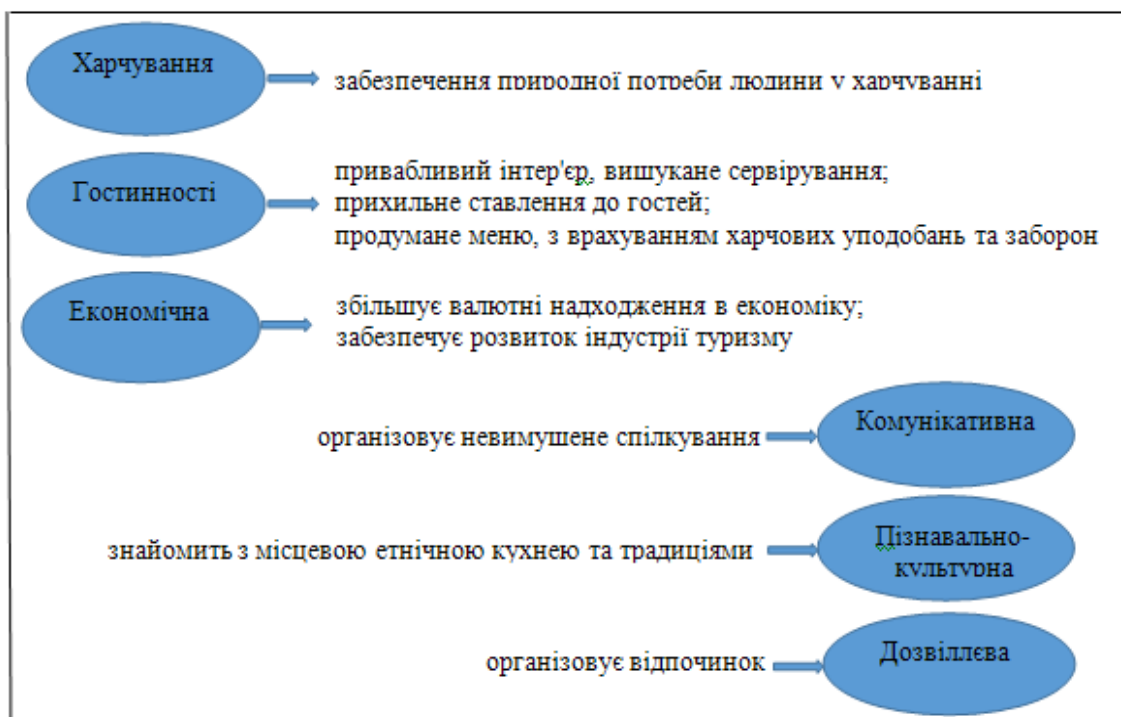 Харчування
забезпечення природної потреби людини у харчуванні
Гостинності
привабливий інтер'єр, вишукане сервірування;
прихильне ставлення до гостей;
продумане меню, з врахуванням харчових уподобань та заборон
Економічна
збільшує валютні надходження в економіку;
забезпечує розвиток індустрії туризму
організовує невимушене спілкування
Комунікативна
знайомить з місцевою етнічною кухнею та традиціями
Пізнавально-
культурна
організовує відпочинок
Дозвіллєва